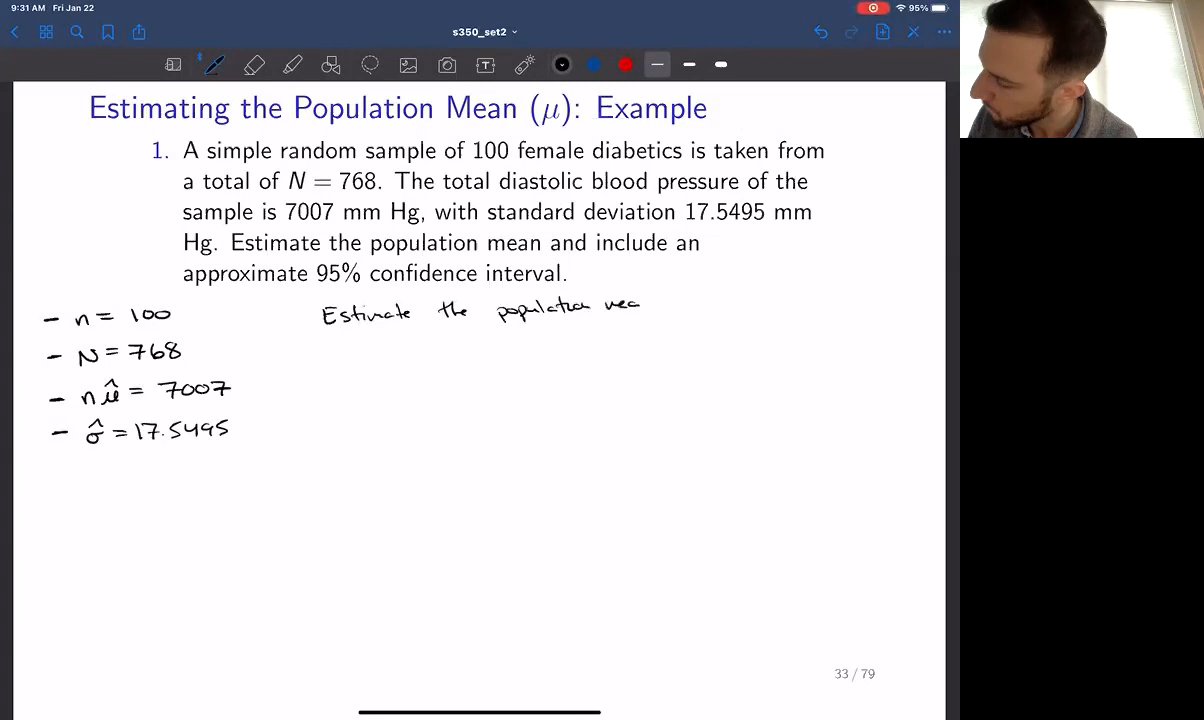 9:31 AM Fri Jan 22
95%
s350_set2
Estimating the Population Mean (μ): Example
1. A simple random sample of 100 female diabetics is taken from
a total of N = 768. The total diastolic blood pressure of the
sample is 7007 mm Hg, with standard deviation 17.5495 mm
Hg. Estimate the population mean and include an
approximate 95% confidence interval.
Estimate the population mea
- n = 100
- N = 768
- n μ̂ = 7007
- σ̂ = 17.5495
33 / 79